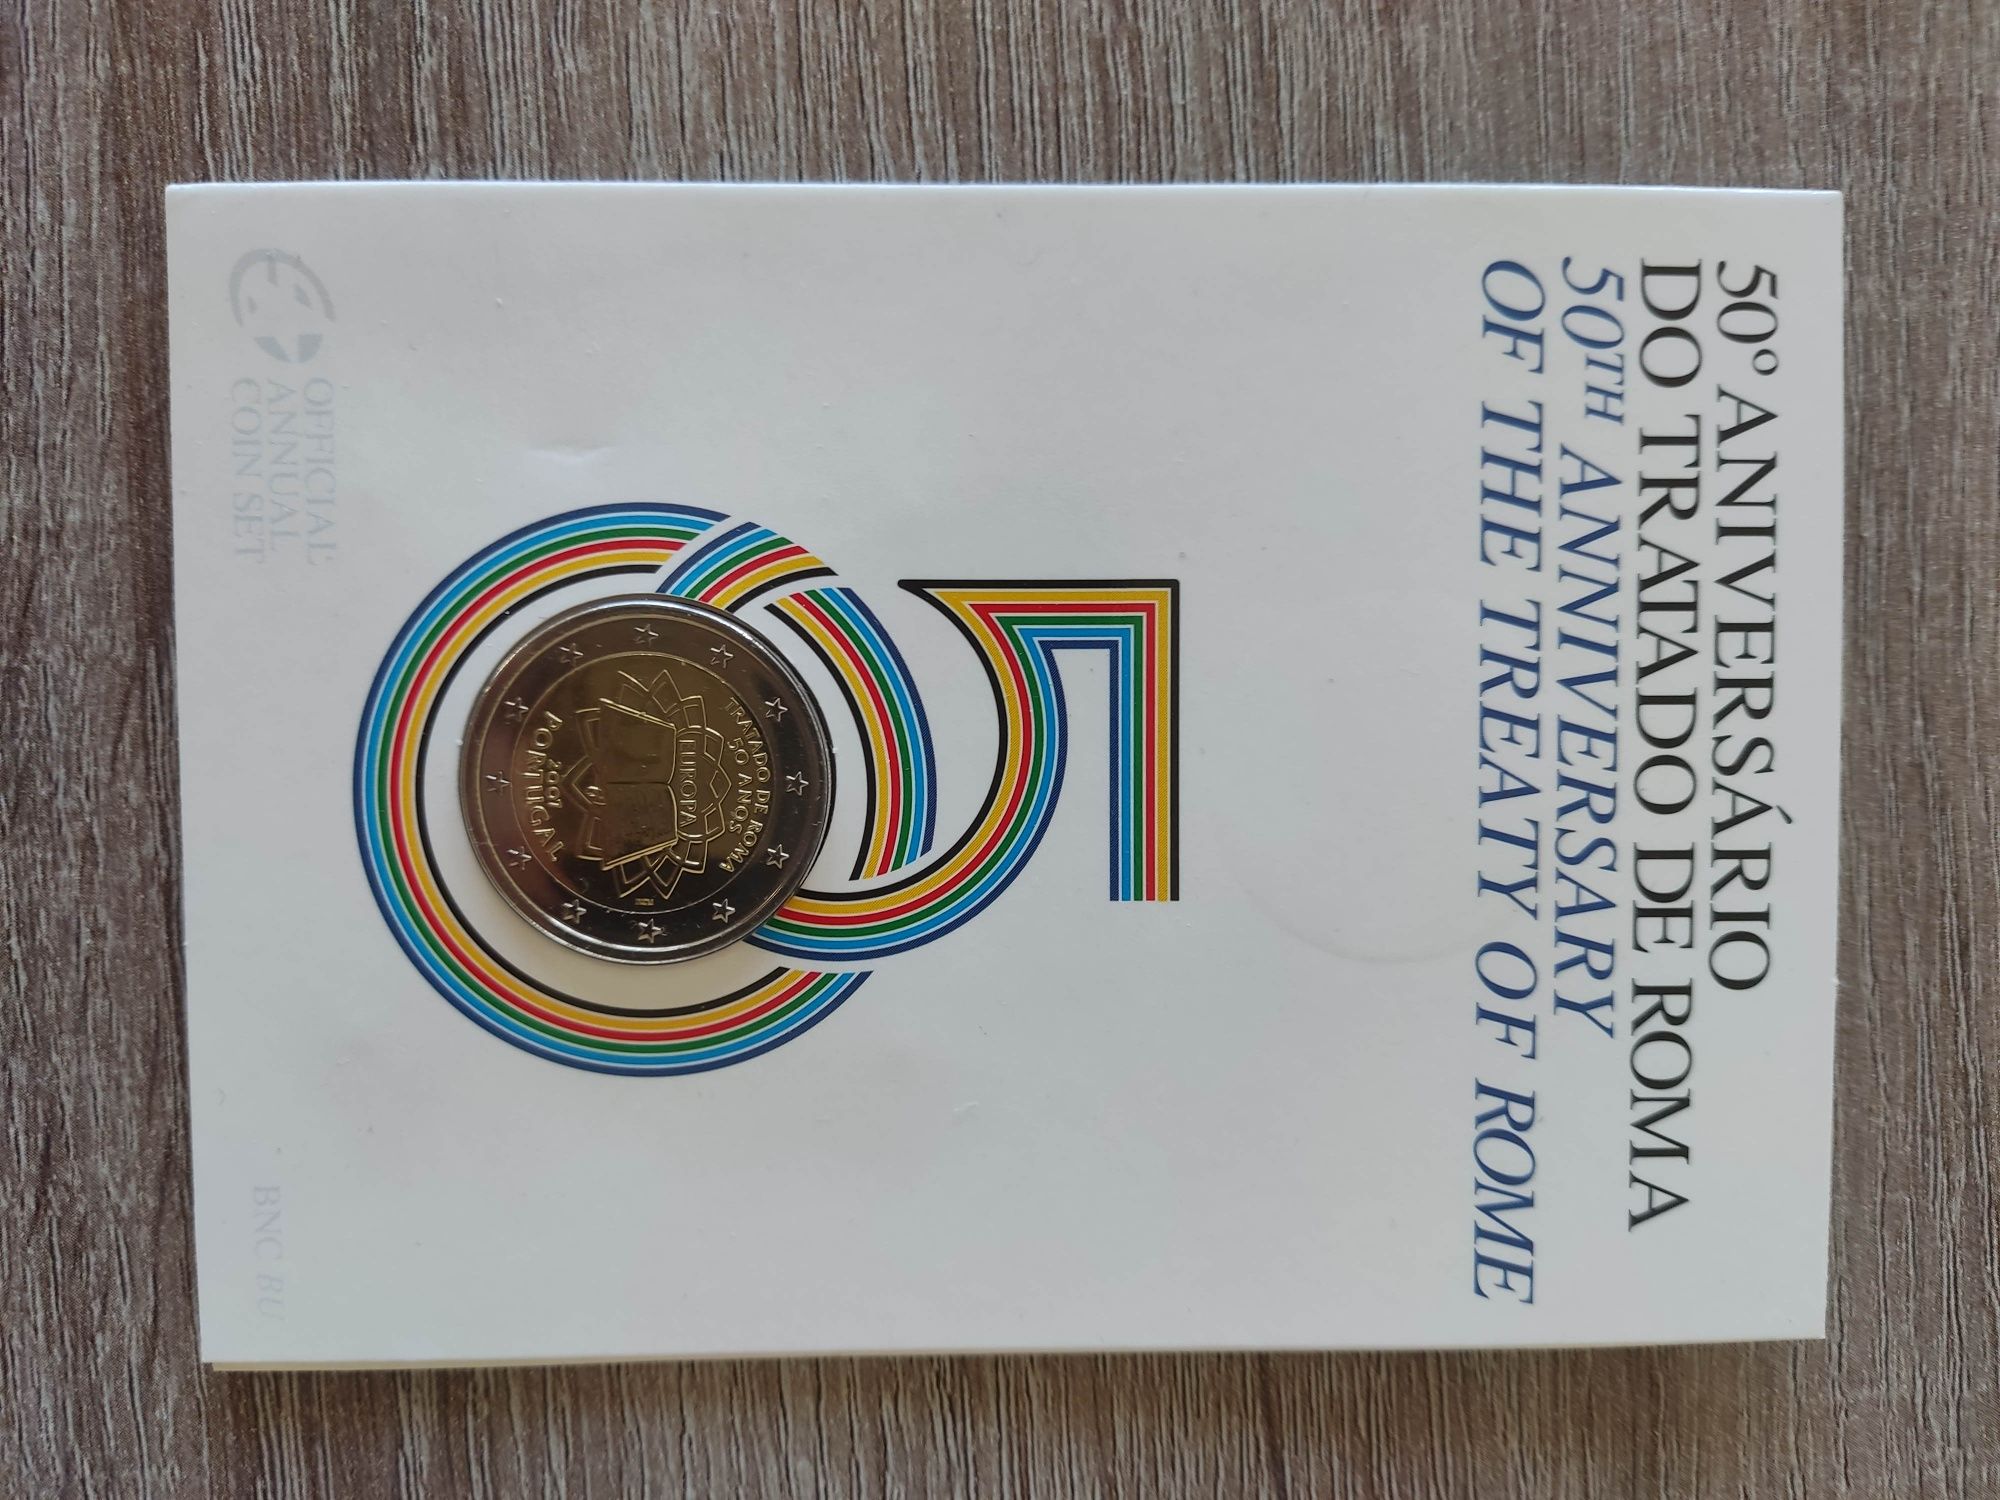 50º ANIVERSÁRIO
DO TRATADO DE ROMA
50TH ANNIVERSARY
OF THE TREATY OF ROME
50
TRATADO DE ROMA
50 ANOS
EUROPA
2007
PORTUGAL
OFFICIAL
ANNUAL
COIN SET
BNC BU